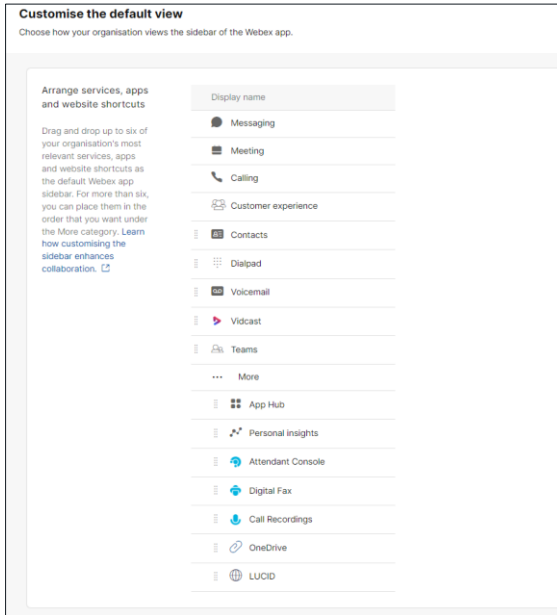 Customise the default view
Choose how your organisation views the sidebar of the Webex app.
Arrange services, apps
and website shortcuts
Drag and drop up to six of
your organisation's most
relevant services, apps
and website shortcuts as
the default Webex app
sidebar. For more than six,
you can place them in the
order that you want under
the More category. Learn
how customising the
sidebar enhances
collaboration.
Display name
Messaging
Meeting
Calling
Customer experience
Contacts
Dialpad
Voicemail
Vidcast
Teams
More
App Hub
Personal insights
Attendant Console
Digital Fax
Call Recordings
OneDrive
LUCID